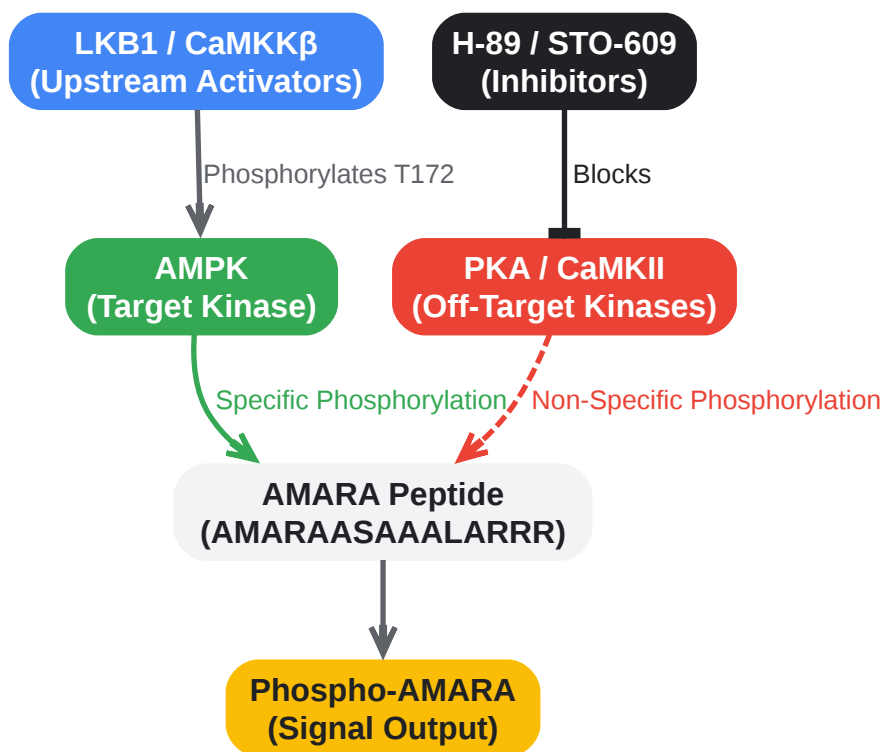 LKB1 / CaMKKβ
(Upstream Activators)
H-89 / STO-609
(Inhibitors)
Phosphorylates T172
Blocks
AMPK
(Target Kinase)
PKA / CaMKII
(Off-Target Kinases)
Specific Phosphorylation
Non-Specific Phosphorylation
AMARA Peptide
(AMARAASAAALARRR)
Phospho-AMARA
(Signal Output)